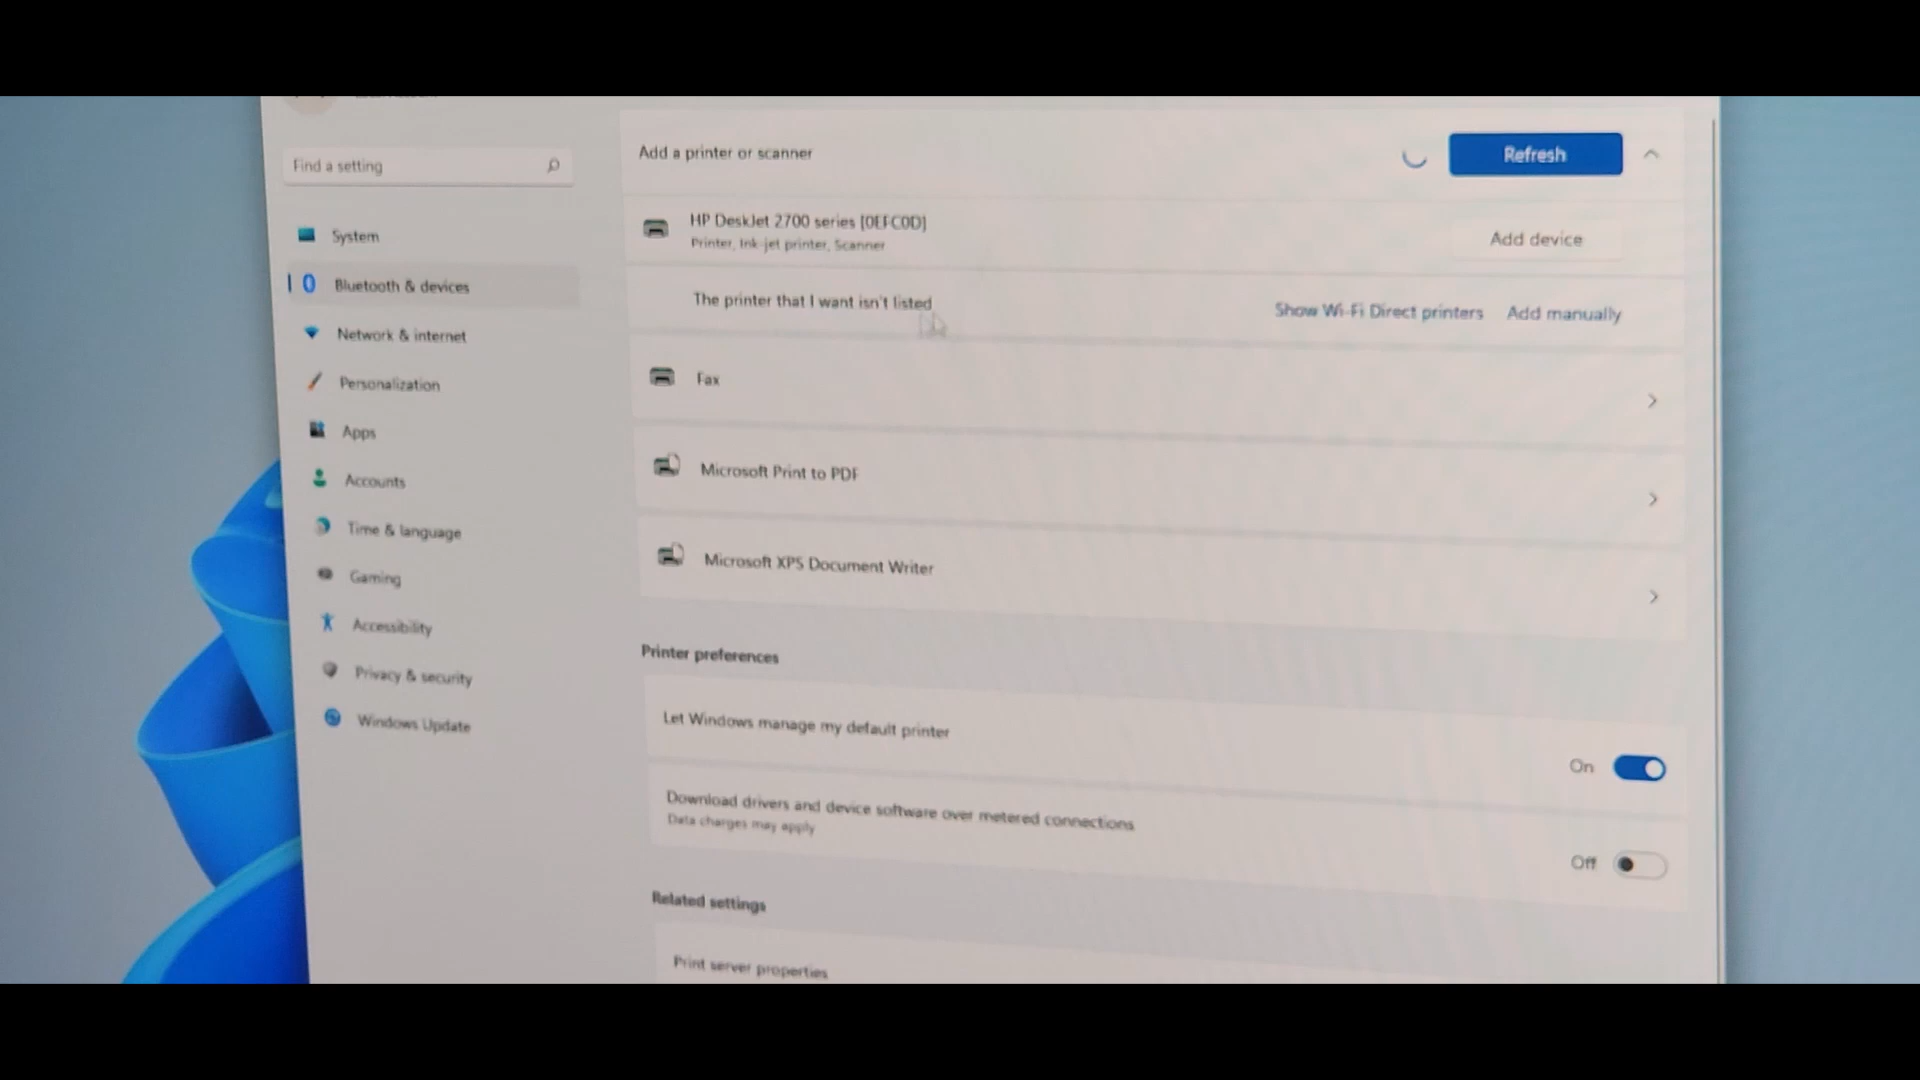 Find a setting
System
Bluetooth & devices
Network & internet
Personalization
Apps
Accounts
Time & language
Gaming
Accessibility
Privacy & security
Windows Update
Add a printer or scanner
Refresh
HP DeskJet 2700 series [0EFC0D]
Printer, Ink-jet printer, Scanner
Add device
The printer that I want isn't listed
Show Wi-Fi Direct printers
Add manually
Fax
Microsoft Print to PDF
Microsoft XPS Document Writer
Printer preferences
Let Windows manage my default printer
On
Download drivers and device software over metered connections
Data charges may apply
Off
Related settings
Print server properties